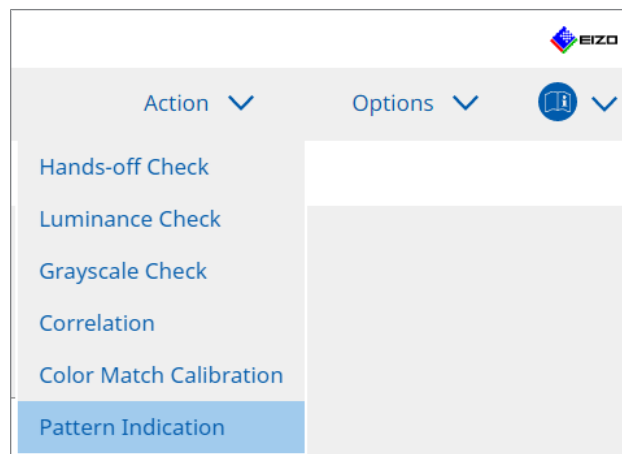 EIZO
Action Options
Hands-off Check
Luminance Check
Grayscale Check
Correlation
Color Match Calibration
Pattern Indication